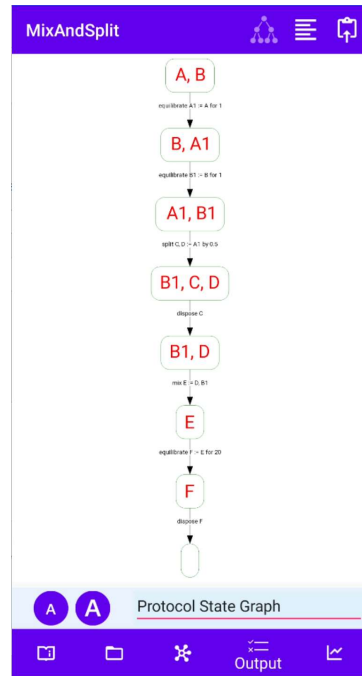 MixAndSplit
A, B
equilibrate A1 := A for 1
B, A1
equilibrate B1 := B for 1
A1, B1
split C, D := A1 by 0.5
B1, C, D
dispose C
B1, D
mix E := D, B1
E
equilibrate F := E for 20
F
dispose F
A A Protocol State Graph
Output